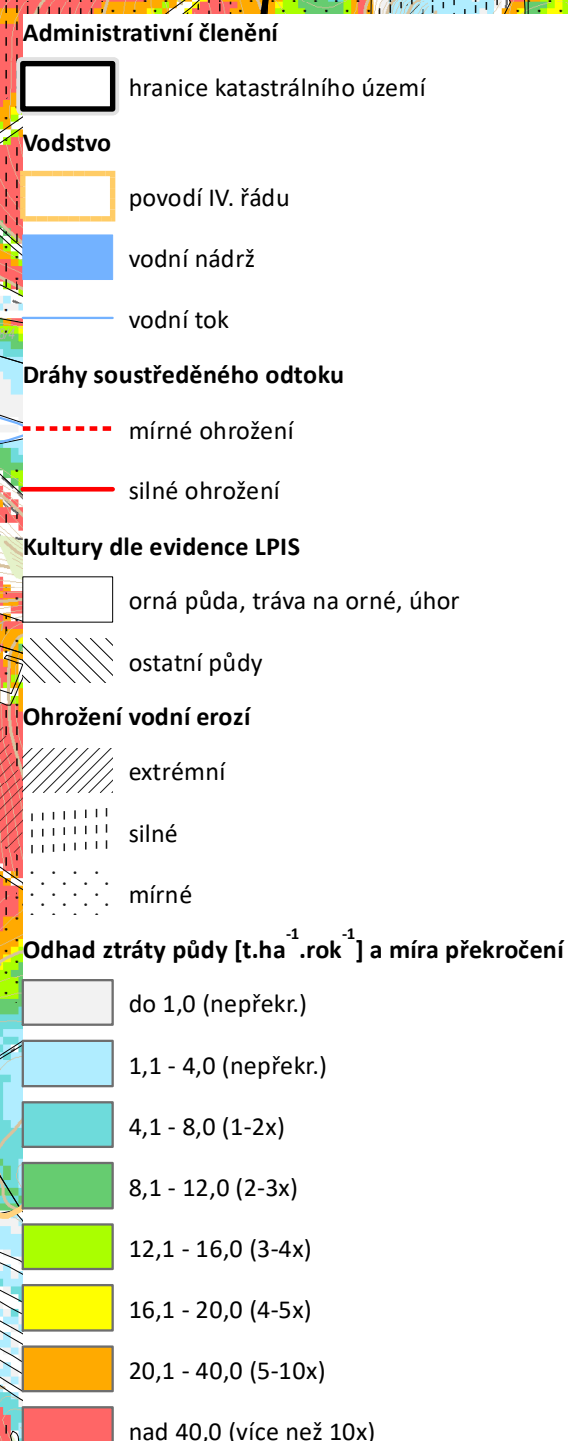 Administrativní členění
hranice katastrálního území
Vodstvo
povodí IV. řádu
vodní nádrž
vodní tok
Dráhy soustředěného odtoku
mírné ohrožení
silné ohrožení
Kultury dle evidence LPIS
orná půda, tráva na orné, úhor
ostatní půdy
Ohrožení vodní erozí
extrémní
silné
mírné
Odhad ztráty půdy [t.ha⁻¹.rok⁻¹] a míra překročení
do 1,0 (nepřekr.)
1,1 - 4,0 (nepřekr.)
4,1 - 8,0 (1-2x)
8,1 - 12,0 (2-3x)
12,1 - 16,0 (3-4x)
16,1 - 20,0 (4-5x)
20,1 - 40,0 (5-10x)
nad 40,0 (více než 10x)